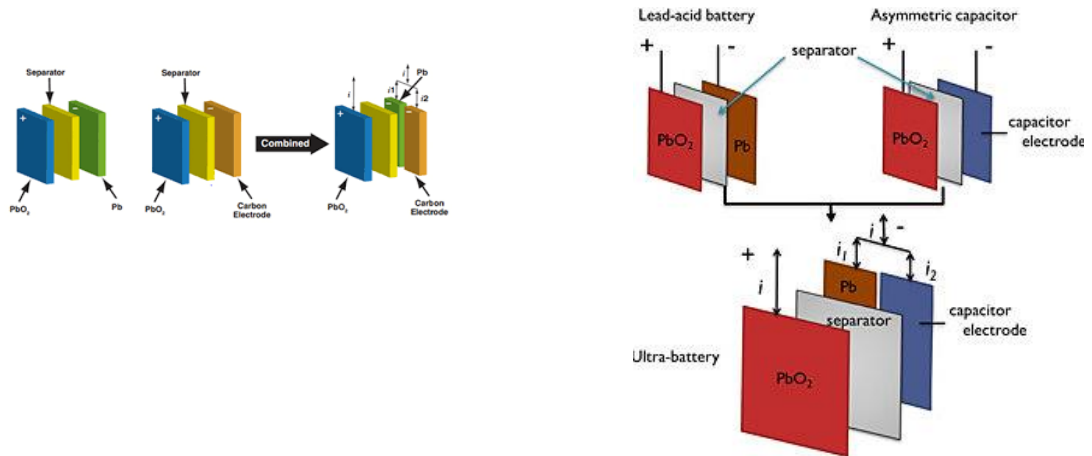 Separator
+
-
PbO2
Pb
Separator
+
-
PbO2
Carbon
Electrode
Combined
i
i
i1
i2
Pb
+
-
-
PbO2
Carbon
Electrode
Lead-acid battery
Asymmetric capacitor
+
-
separator
+
-
PbO2
Pb
PbO2
capacitor
electrode
+
i
-
i
i1
i2
Pb
separator
capacitor
electrode
Ultra-battery
PbO2